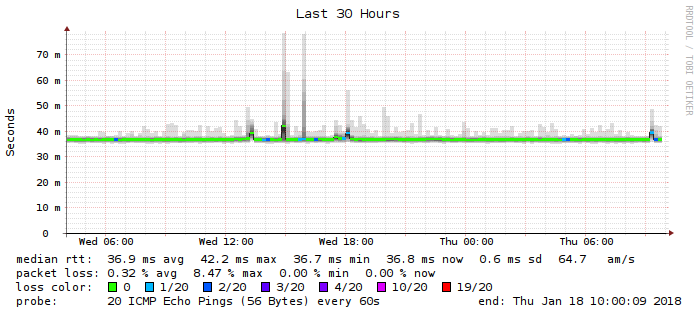 Last 30 Hours
RRDTOOL / TOBI OETIKER
Seconds
70 m
60 m
50 m
40 m
30 m
20 m
10 m
0
Wed 06:00 Wed 12:00 Wed 18:00 Thu 00:00 Thu 06:00
median rtt: 36.9 ms avg 42.2 ms max 36.7 ms min 36.8 ms now 0.6 ms sd 64.7 am/s
packet loss: 0.32 % avg 8.47 % max 0.00 % min 0.00 % now
loss color: 0 1/20 2/20 3/20 4/20 10/20 19/20
probe: 20 ICMP Echo Pings (56 Bytes) every 60s end: Thu Jan 18 10:00:09 2018